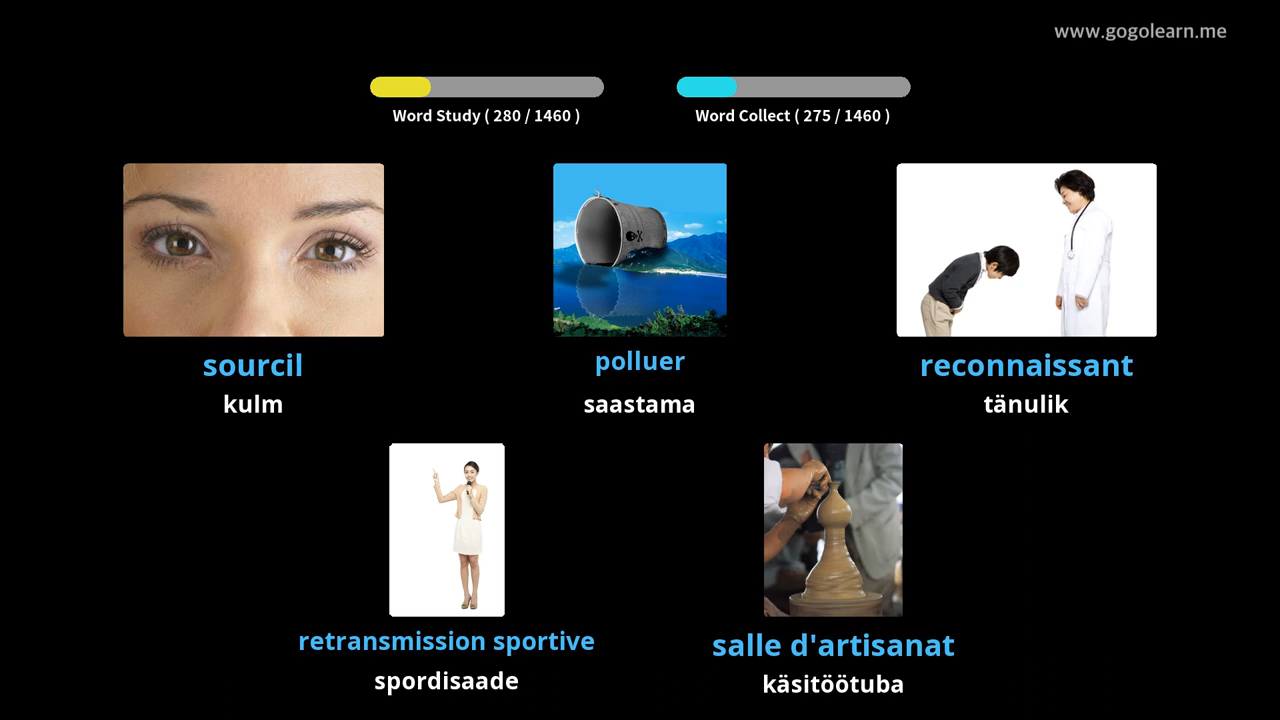 www.gogolearn.me
Word Study ( 280 / 1460 )
Word Collect ( 275 / 1460 )
sourcil
kulm
polluer
saastama
reconnaissant
tänulik
retransmission sportive
spordisaade
salle d'artisanat
käsitöötuba